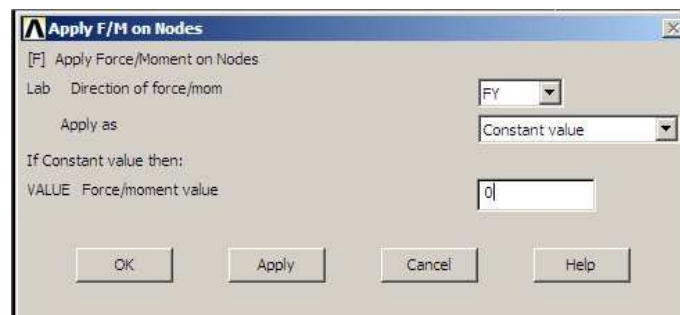 Apply F/M on Nodes
[F] Apply Force/Moment on Nodes
Lab Direction of force/mom FY
Apply as Constant value
If Constant value then:
VALUE Force/moment value 0
OK Apply Cancel Help